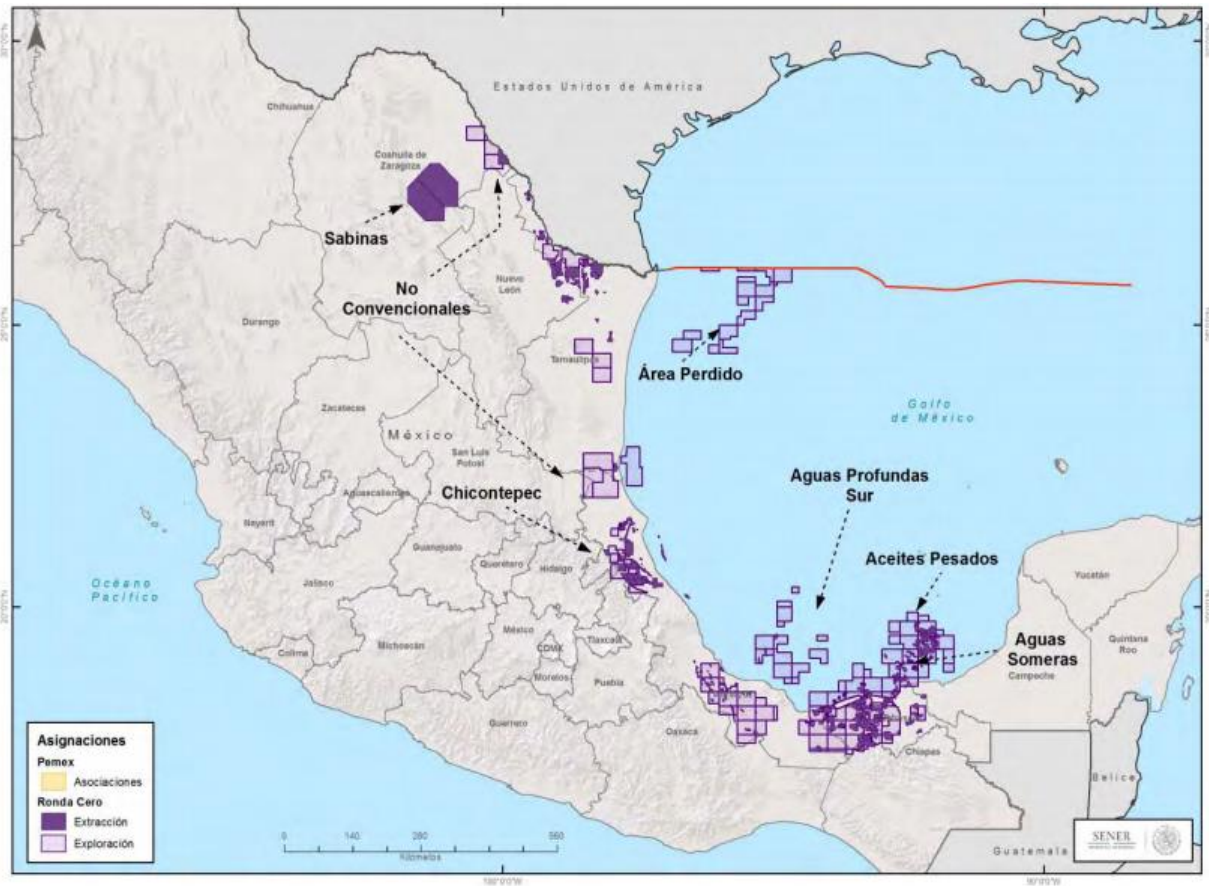 Estados Unidos de América
Chihuahua
Coahuila de
Zaragoza
Sabinas
No
Convencionales
Nuevo
León
Durango
Tamaulipas
Área Perdido
Golfo
de México
Zacatecas
México
San Luis
Potosí
Aguas Profundas
Sur
Chicontepec
Aguascalientes
Nayarit
Guanajuato
Querétaro
Hidalgo
Aceites Pesados
Yucatán
Océano
Pacífico
Jalisco
Quintana
Roo
México
Tlaxcala
Aguas
Someras
Campeche
Colima
Michoacán
CDMX
Morelos
Puebla
Guerrero
Oaxaca
Chiapas
Belice
Guatemala
Asignaciones
Pemex
Asociaciones
Ronda Cero
Extracción
Exploración
0 140 280 560
Kilómetros
SENER